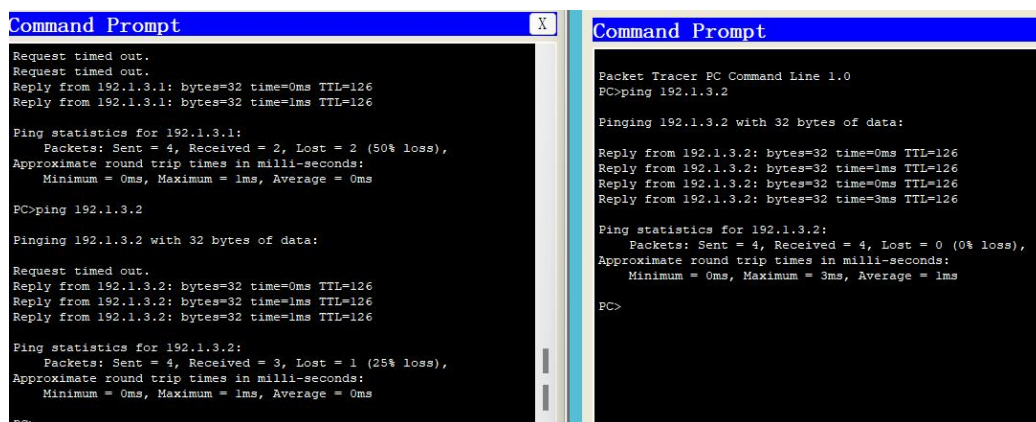 Command Prompt
X
Request timed out.
Request timed out.
Reply from 192.1.3.1: bytes=32 time=0ms TTL=126
Reply from 192.1.3.1: bytes=32 time=1ms TTL=126
Ping statistics for 192.1.3.1:
Packets: Sent = 4, Received = 2, Lost = 2 (50% loss),
Approximate round trip times in milli-seconds:
Minimum = 0ms, Maximum = 1ms, Average = 0ms
PC>ping 192.1.3.2
Pinging 192.1.3.2 with 32 bytes of data:
Request timed out.
Reply from 192.1.3.2: bytes=32 time=0ms TTL=126
Reply from 192.1.3.2: bytes=32 time=1ms TTL=126
Reply from 192.1.3.2: bytes=32 time=1ms TTL=126
Ping statistics for 192.1.3.2:
Packets: Sent = 4, Received = 3, Lost = 1 (25% loss),
Approximate round trip times in milli-seconds:
Minimum = 0ms, Maximum = 1ms, Average = 0ms
Command Prompt
Packet Tracer PC Command Line 1.0
PC>ping 192.1.3.2
Pinging 192.1.3.2 with 32 bytes of data:
Reply from 192.1.3.2: bytes=32 time=0ms TTL=126
Reply from 192.1.3.2: bytes=32 time=1ms TTL=126
Reply from 192.1.3.2: bytes=32 time=0ms TTL=126
Reply from 192.1.3.2: bytes=32 time=3ms TTL=126
Ping statistics for 192.1.3.2:
Packets: Sent = 4, Received = 4, Lost = 0 (0% loss),
Approximate round trip times in milli-seconds:
Minimum = 0ms, Maximum = 3ms, Average = 1ms
PC>